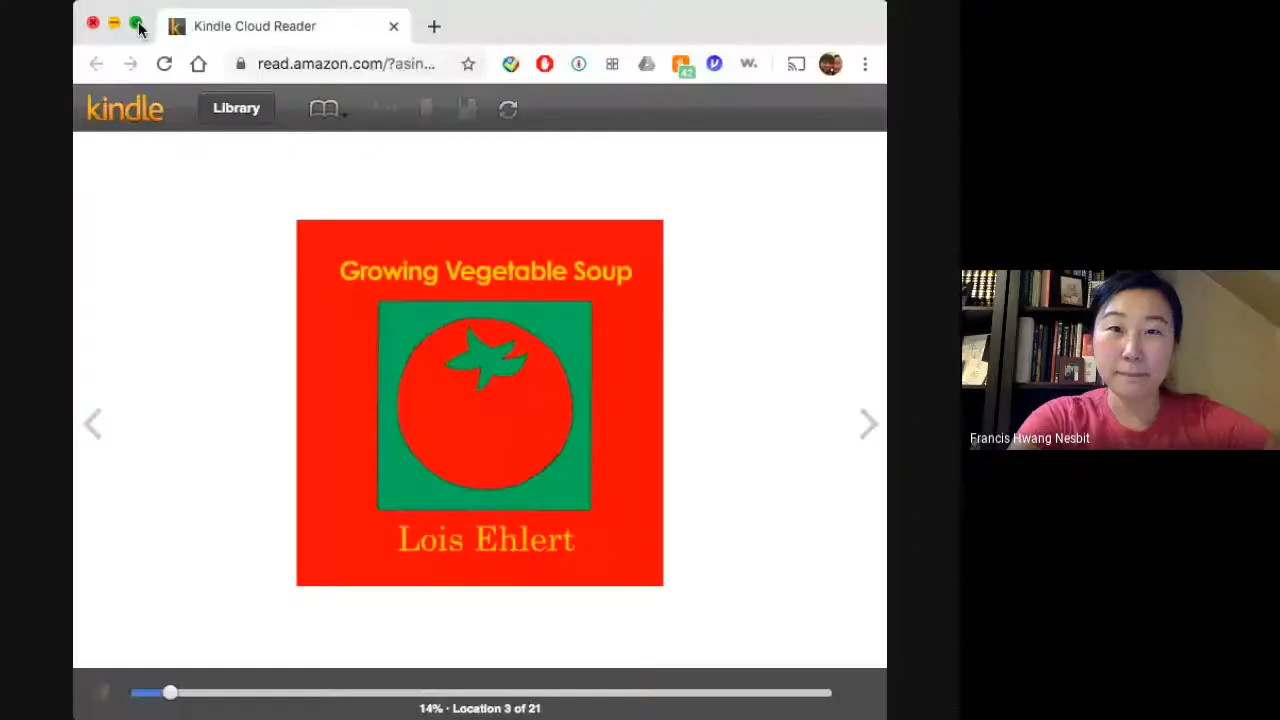 Kindle Cloud Reader
read.amazon.com/?asin...
42
w.
kindle
Library
Growing Vegetable Soup
Lois Ehlert
Francis Hwang Nesbit
14% · Location 3 of 21